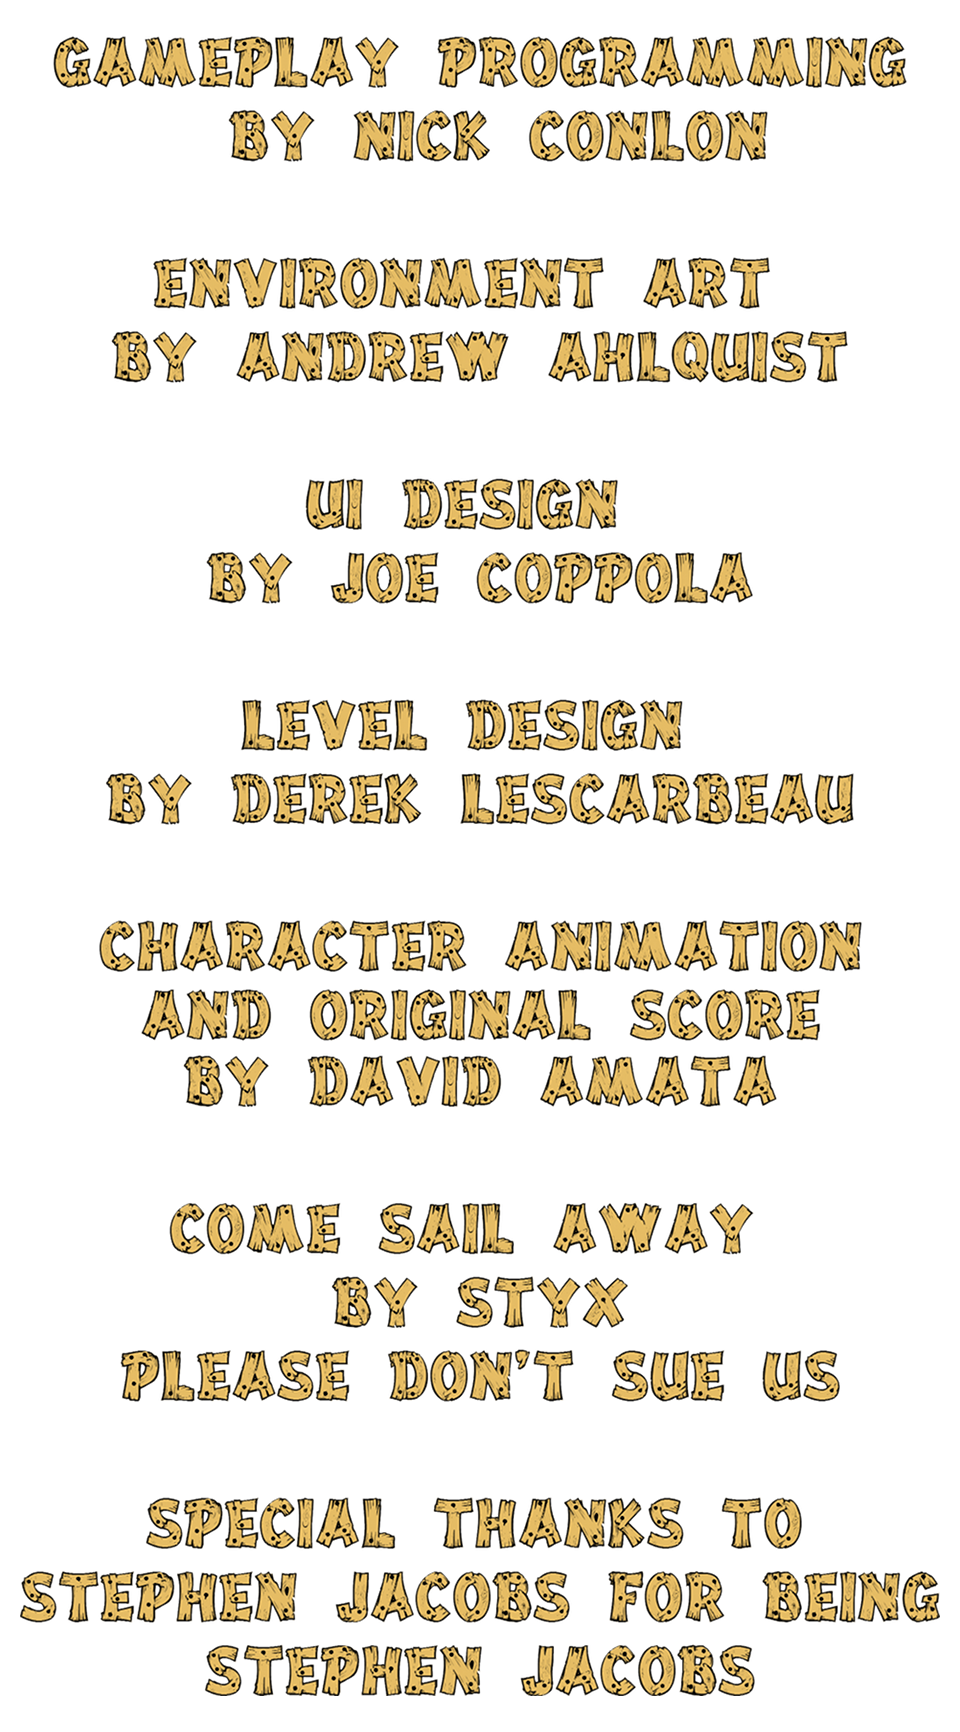 GAMEPLAY PROGRAMMING
BY NICK CONLON
ENVIRONMENT ART
BY ANDREW AHLQUIST
UI DESIGN
BY JOE COPPOLA
LEVEL DESIGN
BY DEREK LESCARBEAU
CHARACTER ANIMATION
AND ORIGINAL SCORE
BY DAVID AMATA
COME SAIL AWAY
BY STYX
PLEASE DON'T SUE US
SPECIAL THANKS TO
STEPHEN JACOBS FOR BEING
STEPHEN JACOBS